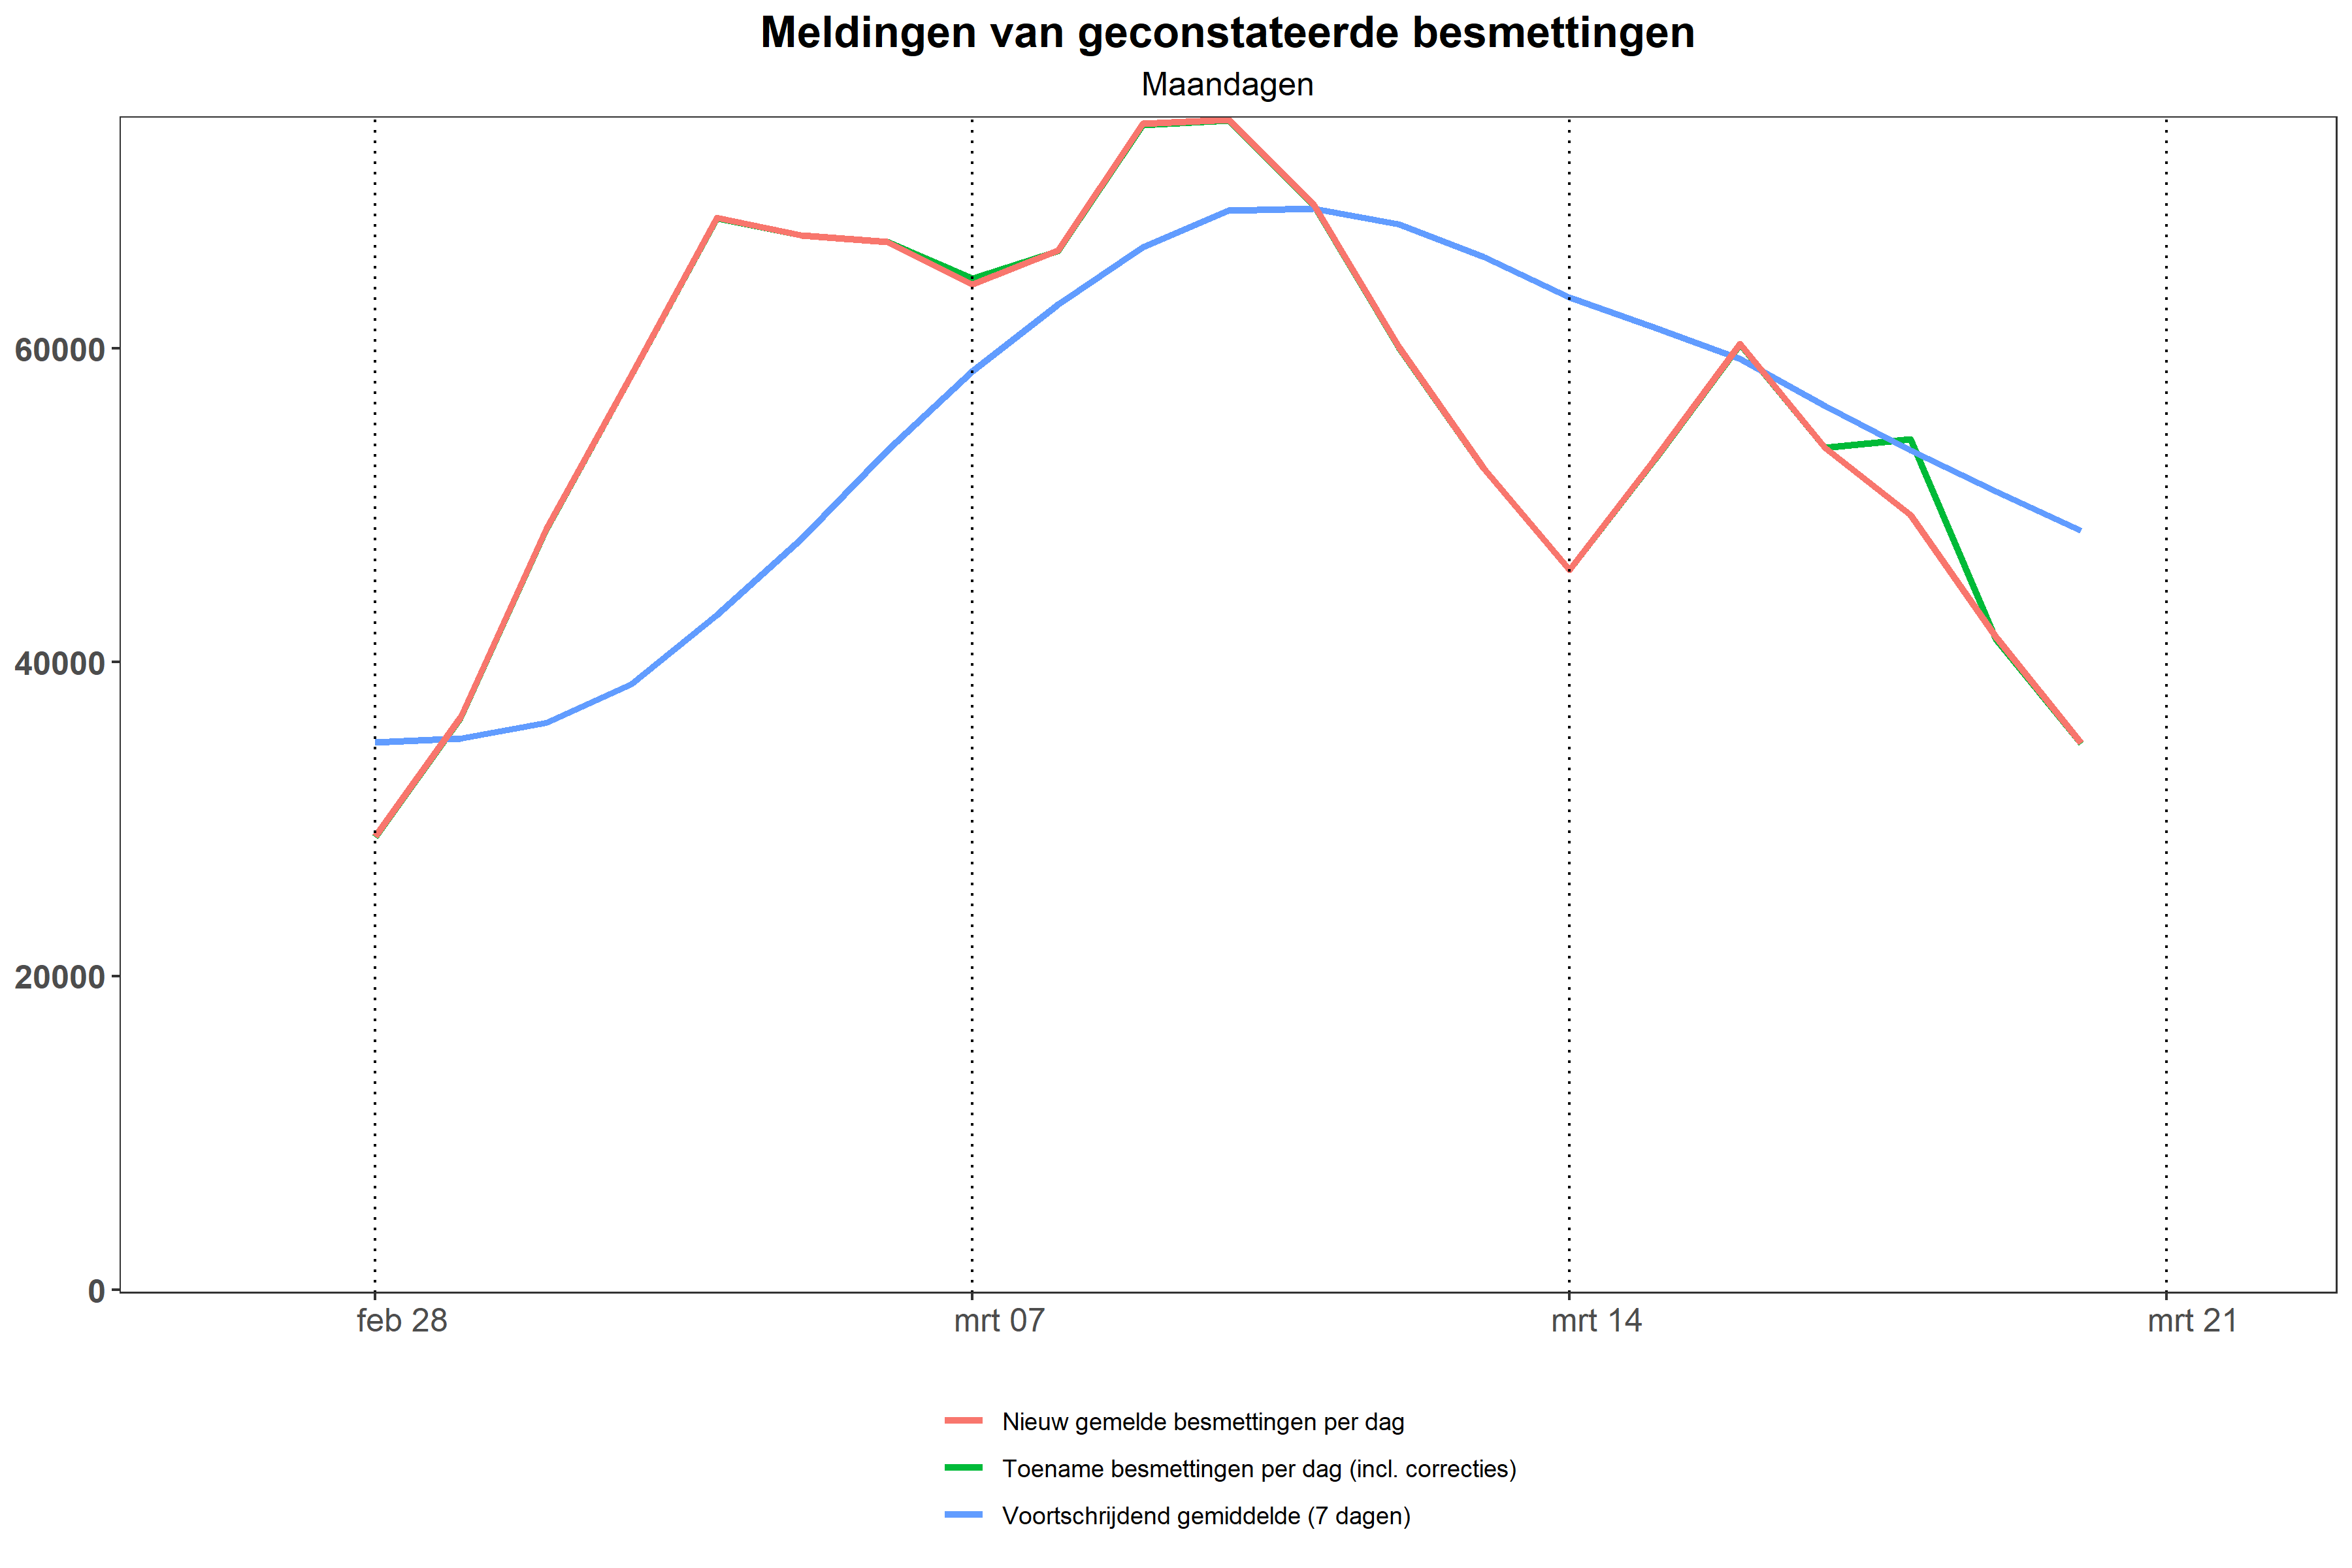 Meldingen van geconstateerde besmettingen
Maandagen
60000
40000
20000
0
feb 28
mrt 07
mrt 14
mrt 21
Nieuw gemelde besmettingen per dag
Toename besmettingen per dag (incl. correcties)
Voortschrijdend gemiddelde (7 dagen)